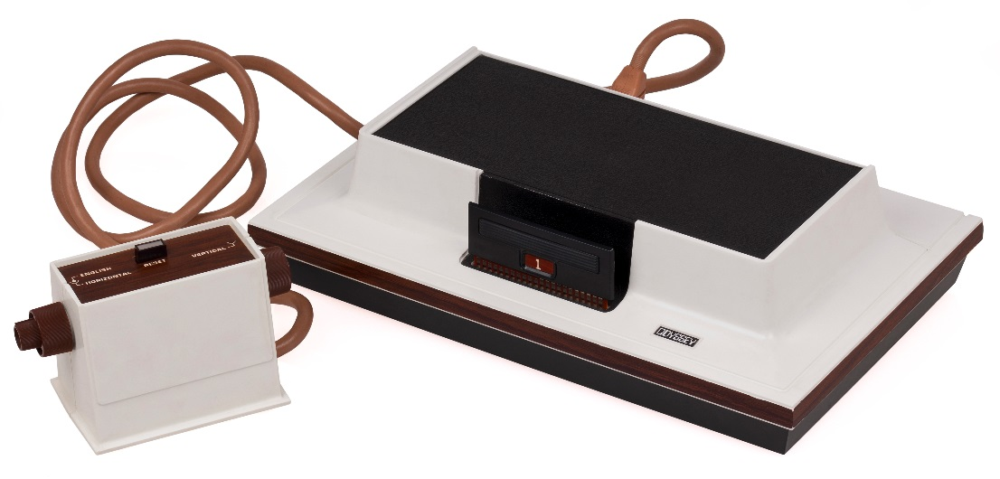 ENGLISH
HORIZONTAL
RESET
VERTICAL
1
ODYSSEY